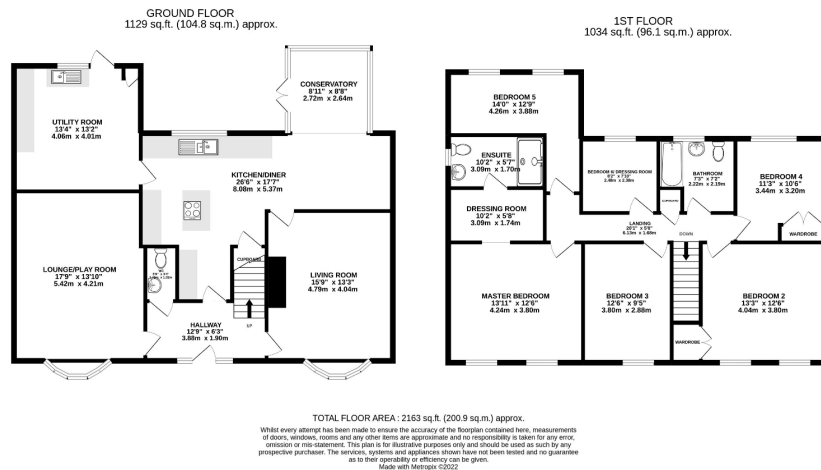 GROUND FLOOR
1129 sq.ft. (104.8 sq.m.) approx.
1ST FLOOR
1034 sq.ft. (96.1 sq.m.) approx.
CONSERVATORY
8'11" x 8'8"
2.72m x 2.64m
UTILITY ROOM
13'4" x 13'2"
4.06m x 4.01m
KITCHEN/DINER
26'6" x 17'7"
8.08m x 5.37m
LOUNGE/PLAY ROOM
17'9" x 13'10"
5.42m x 4.21m
WC
CUPBOARD
LIVING ROOM
15'9" x 13'3"
4.79m x 4.04m
HALLWAY
12'9" x 6'3"
3.88m x 1.90m
UP
BEDROOM 5
14'0" x 12'9"
4.26m x 3.88m
ENSUITE
10'2" x 5'7"
3.09m x 1.70m
BEDROOM 6/ DRESSING ROOM
BATHROOM
7'3" x 7'2"
2.22m x 2.19m
BEDROOM 4
11'3" x 10'6"
3.44m x 3.20m
DRESSING ROOM
10'2" x 5'8"
3.09m x 1.74m
CUPBOARD
WARDROBE
LANDING
20'1" x 5'6"
6.13m x 1.68m
DOWN
MASTER BEDROOM
13'11" x 12'6"
4.24m x 3.80m
BEDROOM 3
12'6" x 9'5"
3.80m x 2.88m
BEDROOM 2
13'3" x 12'6"
4.04m x 3.80m
WARDROBE
TOTAL FLOOR AREA : 2163 sq.ft. (200.9 sq.m.) approx.
Whilst every attempt has been made to ensure the accuracy of the floorplan contained here, measurements
of doors, windows, rooms and any other items are approximate and no responsibility is taken for any error,
omission or mis-statement. This plan is for illustrative purposes only and should be used as such by any
prospective purchaser. The services, systems and appliances shown have not been tested and no guarantee
as to their operability or efficiency can be given.
Made with Metropix ©2022